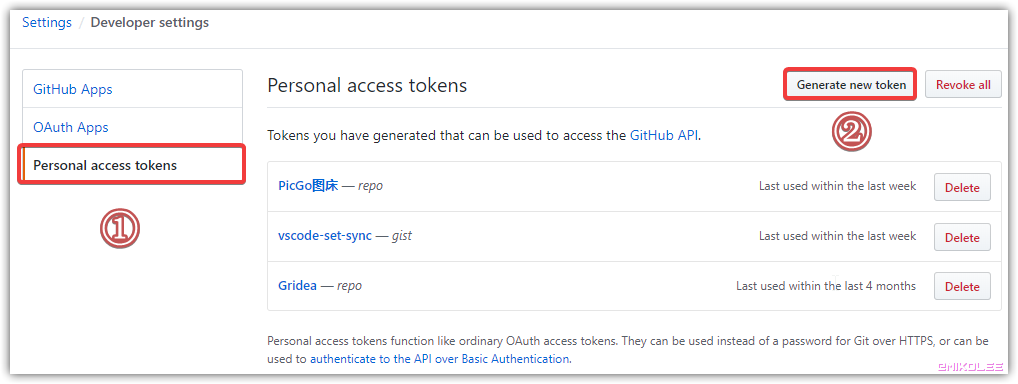 Settings / Developer settings
GitHub Apps
OAuth Apps
Personal access tokens
①
Personal access tokens
Generate new token
Revoke all
②
Tokens you have generated that can be used to access the GitHub API.
PicGo图床 — repo
Last used within the last week
Delete
vscode-set-sync — gist
Last used within the last week
Delete
Gridea — repo
Last used within the last 4 months
Delete
Personal access tokens function like ordinary OAuth access tokens. They can be used instead of a password for Git over HTTPS, or can be
used to authenticate to the API over Basic Authentication.
@MIKOLEE